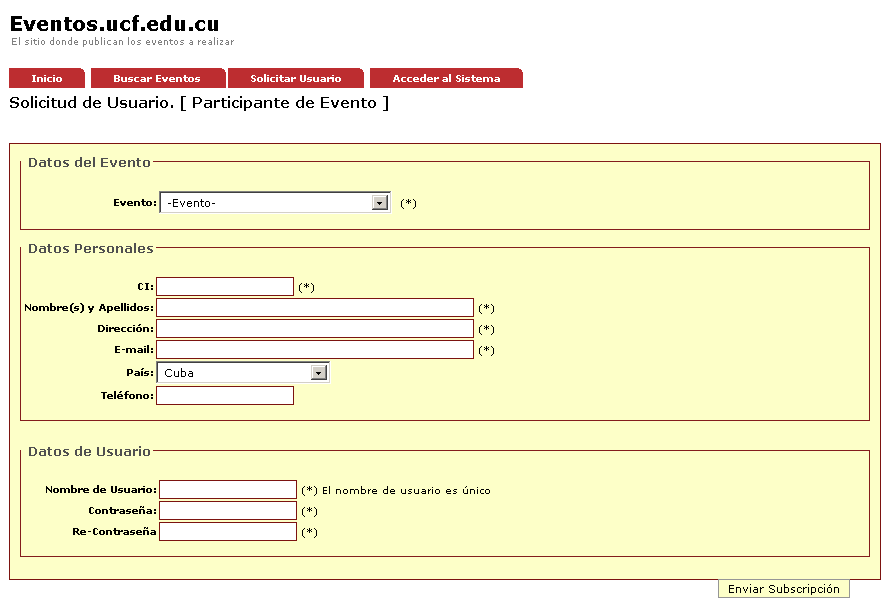 Eventos.ucf.edu.cu
El sitio donde publican los eventos a realizar
Inicio Buscar Eventos Solicitar Usuario Acceder al Sistema
Solicitud de Usuario. [ Participante de Evento ]
Datos del Evento
Evento: -Evento- (*)
Datos Personales
CI: (*)
Nombre(s) y Apellidos: (*)
Dirección: (*)
E-mail: (*)
País: Cuba
Teléfono:
Datos de Usuario
Nombre de Usuario: (*) El nombre de usuario es único
Contraseña: (*)
Re-Contraseña (*)
Enviar Subscripción